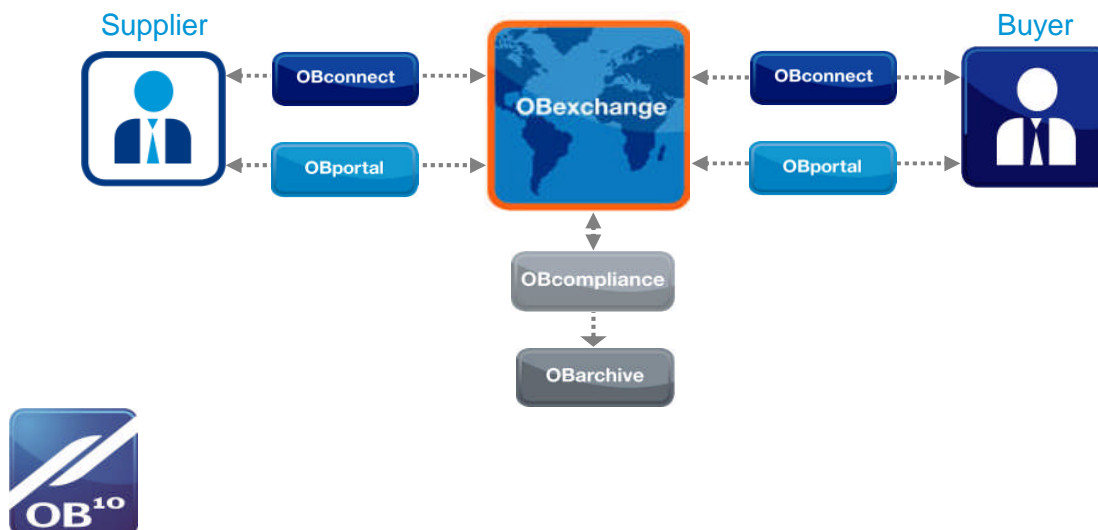 Supplier
Buyer
OBconnect
OBexchange
OBconnect
OBportal
OBportal
OBcompliance
OBarchive
OB¹⁰